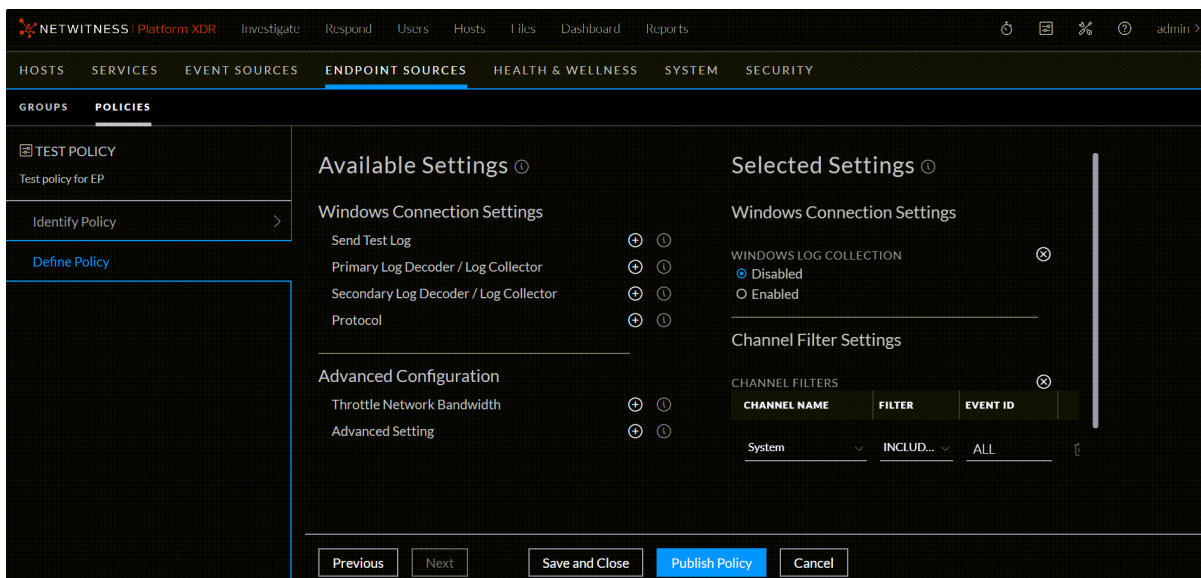 NETWITNESS | Platform XDR Investigate Respond Users Hosts Files Dashboard Reports admin
HOSTS SERVICES EVENT SOURCES ENDPOINT SOURCES HEALTH & WELLNESS SYSTEM SECURITY
GROUPS POLICIES
TEST POLICY
Test policy for EP
Identify Policy
Define Policy
Available Settings
Windows Connection Settings
Send Test Log
Primary Log Decoder / Log Collector
Secondary Log Decoder / Log Collector
Protocol
Advanced Configuration
Throttle Network Bandwidth
Advanced Setting
Selected Settings
Windows Connection Settings
WINDOWS LOG COLLECTION
Disabled
Enabled
Channel Filter Settings
CHANNEL FILTERS
CHANNEL NAME FILTER EVENT ID
System INCLUD... ALL
Previous Next Save and Close Publish Policy Cancel